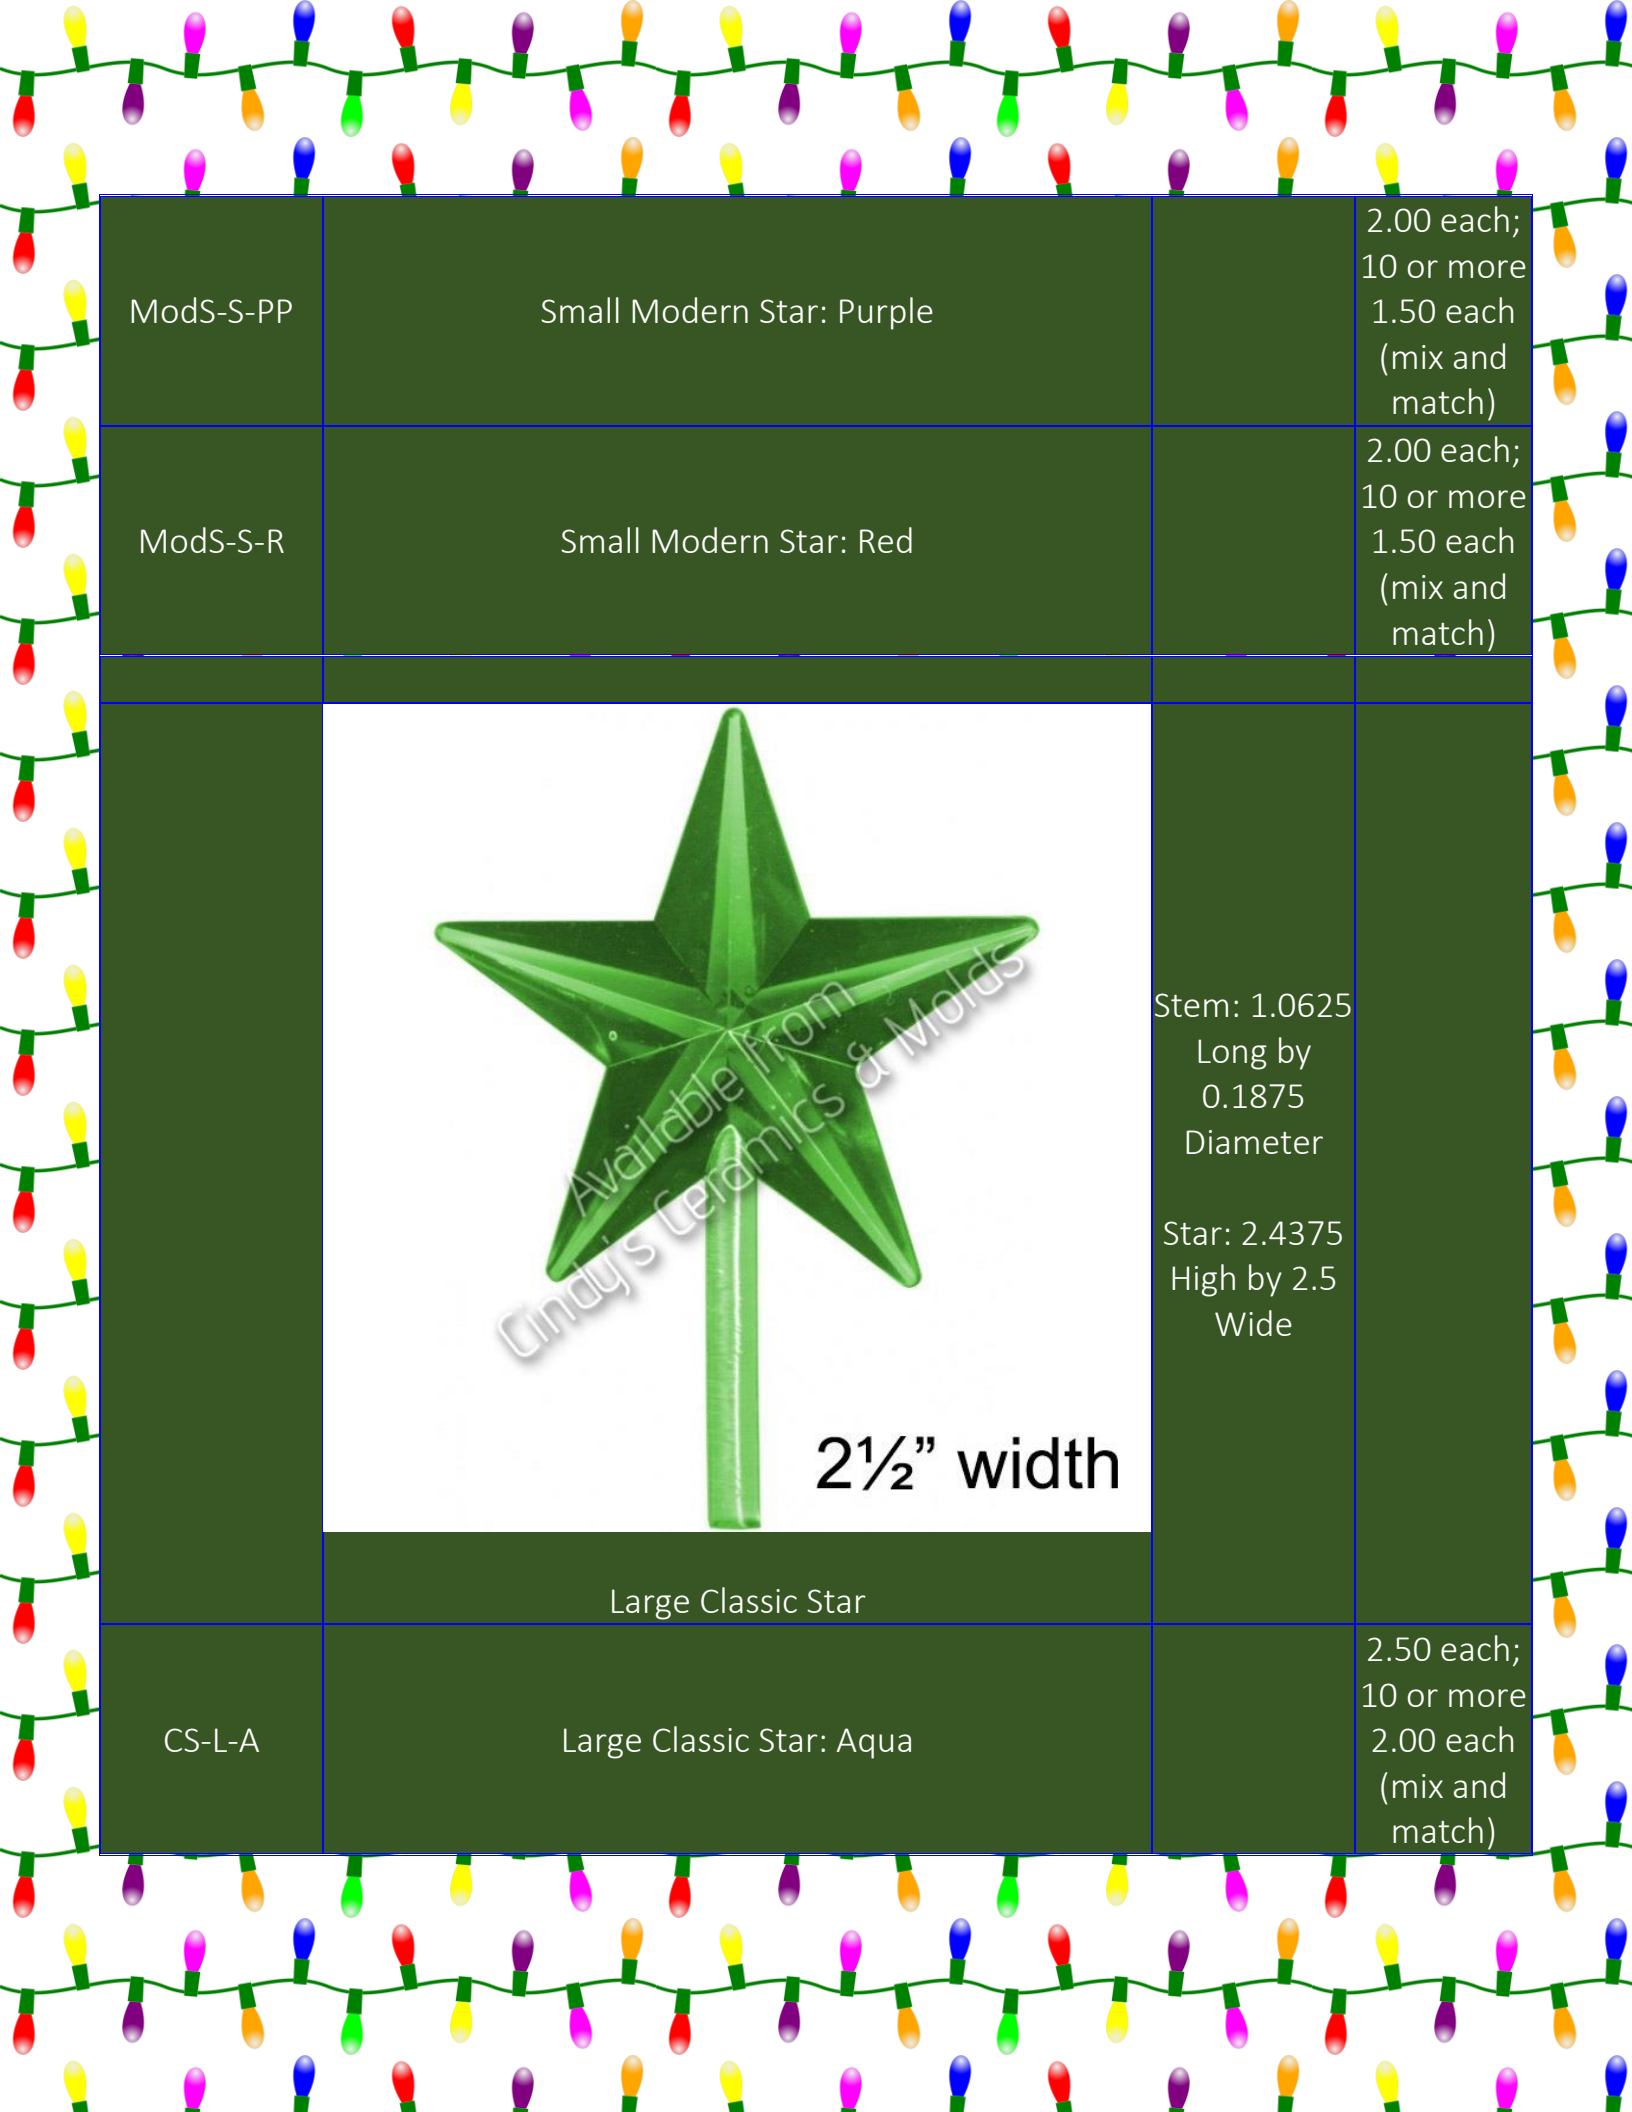 ModS-S-PP
Small Modern Star: Purple
2.00 each;
10 or more
1.50 each
(mix and
match)
ModS-S-R
Small Modern Star: Red
2.00 each;
10 or more
1.50 each
(mix and
match)
Available from
Cindy's Ceramics & Molds
2½” width
Large Classic Star
Stem: 1.0625
Long by
0.1875
Diameter
Star: 2.4375
High by 2.5
Wide
CS-L-A
Large Classic Star: Aqua
2.50 each;
10 or more
2.00 each
(mix and
match)